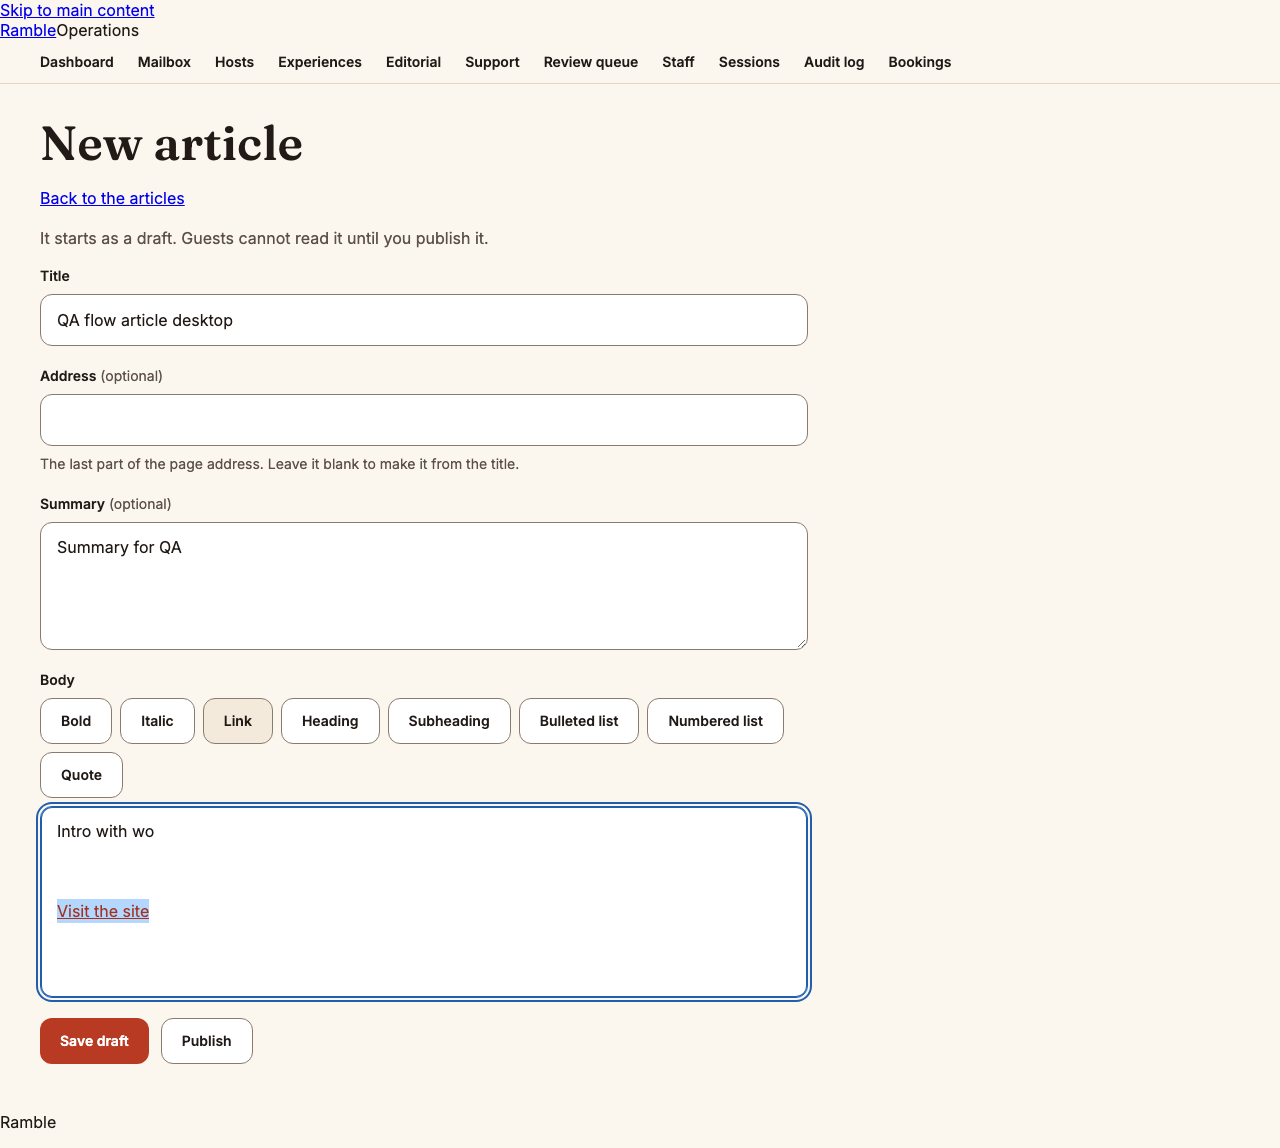 Skip to main content
RambleOperations
Dashboard Mailbox Hosts Experiences Editorial Support Review queue Staff Sessions Audit log Bookings
New article
Back to the articles
It starts as a draft. Guests cannot read it until you publish it.
Title
QA flow article desktop
Address (optional)
The last part of the page address. Leave it blank to make it from the title.
Summary (optional)
Summary for QA
Body
Bold Italic Link Heading Subheading Bulleted list Numbered list
Quote
Intro with wo
Visit the site
Save draft Publish
Ramble